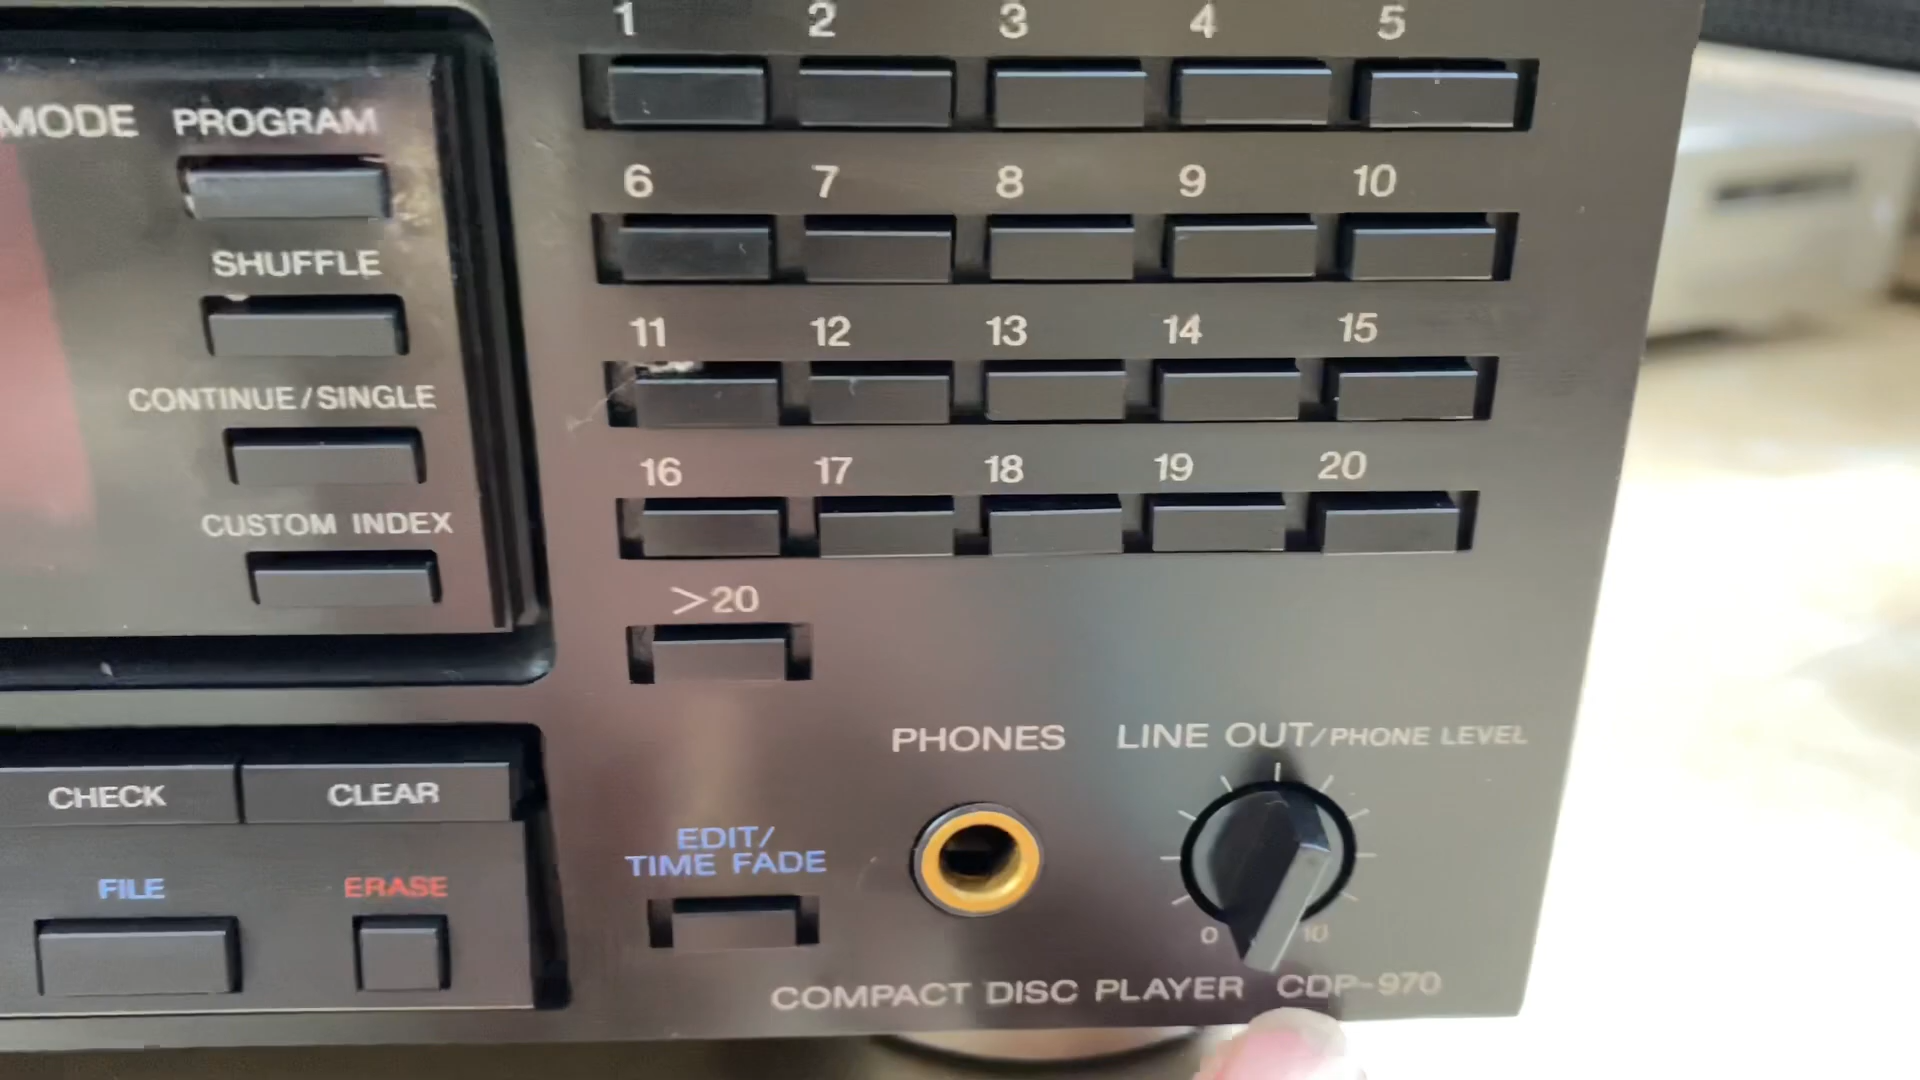 MODE PROGRAM
SHUFFLE
CONTINUE/SINGLE
CUSTOM INDEX
1 2 3 4 5
6 7 8 9 10
11 12 13 14 15
16 17 18 19 20
>20
CHECK CLEAR
FILE ERASE
EDIT/
TIME FADE
PHONES
LINE OUT/PHONE LEVEL
0 10
COMPACT DISC PLAYER CDP-970